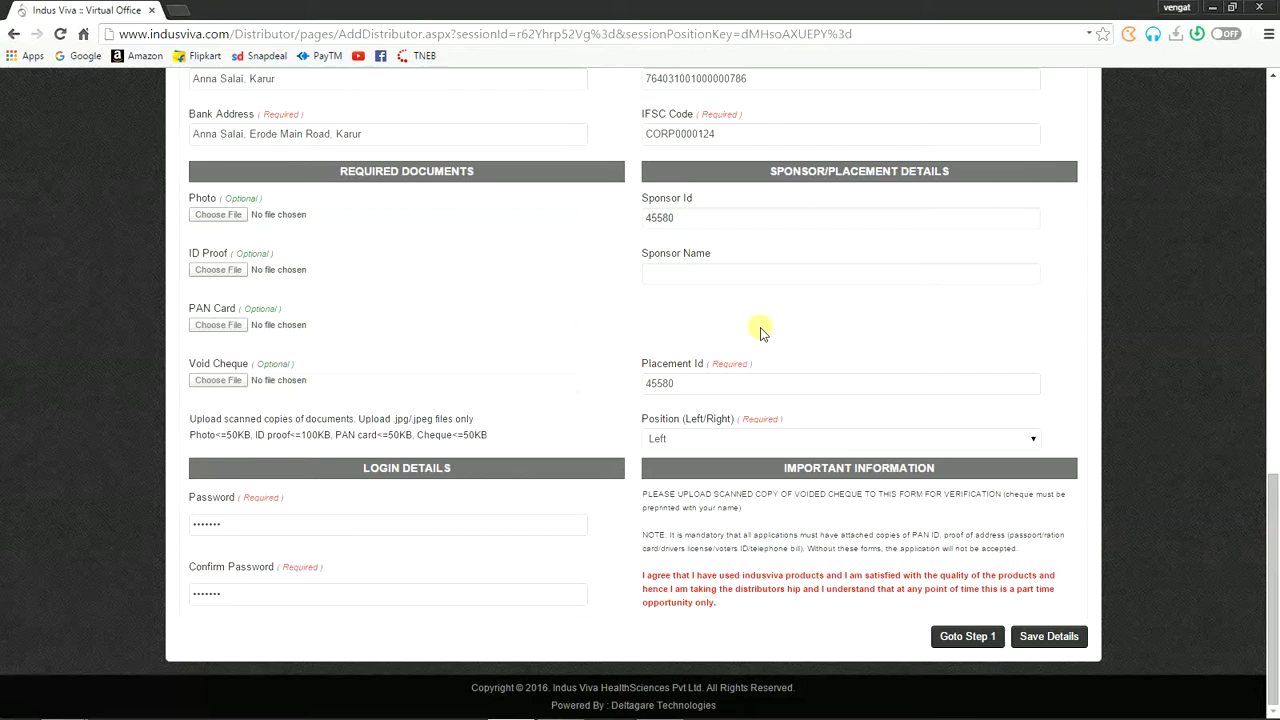 Indus Viva :: Virtual Office
vengat
www.indusviva.com/Distributor/pages/AddDistributor.aspx?sessionId=r62Yhrp52Vg%3d&sessionPositionKey=dMHsoAXUEPY%3d
OFF
Apps Google Amazon Flipkart Snapdeal PayTM TNEB
Anna Salai, Karur
764031001000000786
Bank Address ( Required )
IFSC Code ( Required )
Anna Salai, Erode Main Road, Karur
CORP0000124
REQUIRED DOCUMENTS
SPONSOR/PLACEMENT DETAILS
Photo ( Optional )
Sponsor Id
Choose File No file chosen
45580
ID Proof ( Optional )
Sponsor Name
Choose File No file chosen
PAN Card ( Optional )
Choose File No file chosen
Void Cheque ( Optional )
Placement Id ( Required )
Choose File No file chosen
45580
Upload scanned copies of documents. Upload .jpg/.jpeg files only
Position (Left/Right) ( Required )
Photo<=50KB, ID proof<=100KB, PAN card<=50KB, Cheque<=50KB
Left
LOGIN DETAILS
IMPORTANT INFORMATION
Password ( Required )
PLEASE UPLOAD SCANNED COPY OF VOIDED CHEQUE TO THIS FORM FOR VERIFICATION (cheque must be
preprinted with your name)
•••••••
NOTE: It is mandatory that all applications must have attached copies of PAN ID, proof of address (passport/ration
card/drivers license/voters ID/telephone bill). Without these forms, the application will not be accepted.
Confirm Password ( Required )
•••••••
I agree that I have used indusviva products and I am satisfied with the quality of the products and
hence I am taking the distributors hip and I understand that at any point of time this is a part time
opportunity only.
Goto Step 1
Save Details
Copyright © 2016. Indus Viva HealthSciences Pvt Ltd. All Rights Reserved.
Powered By : Deltagare Technologies